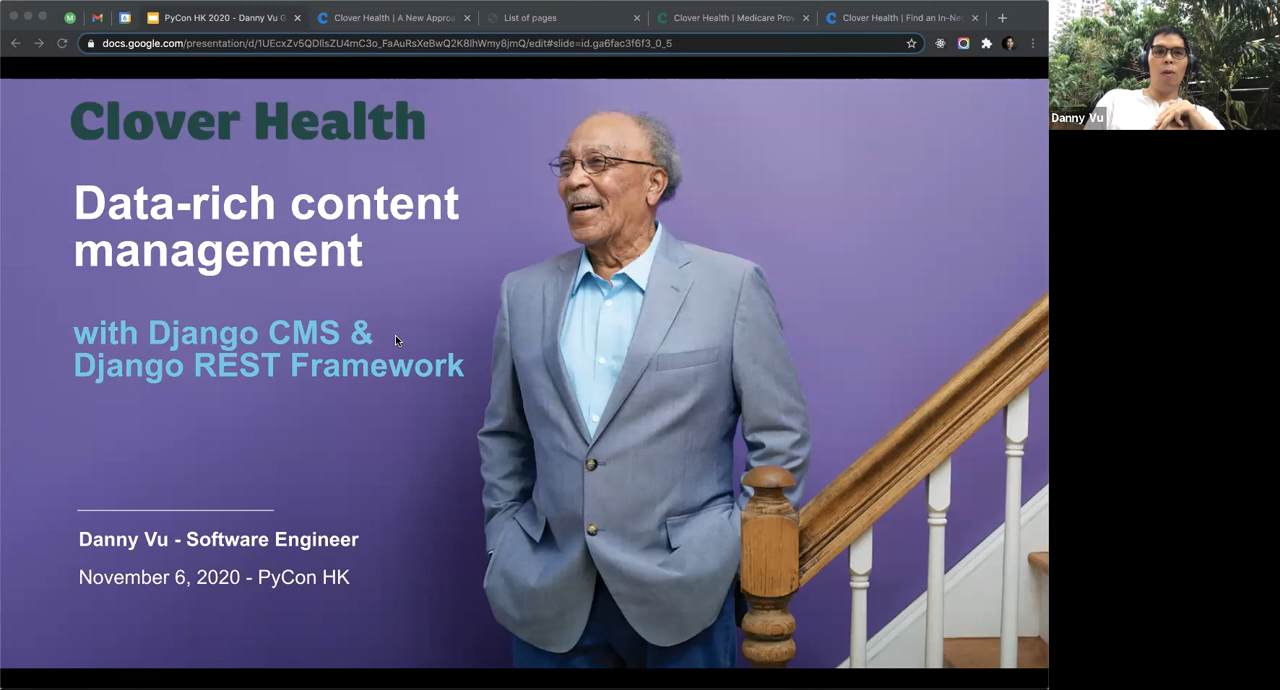 PyCon HK 2020 - Danny Vu G
Clover Health | A New Approa
List of pages
Clover Health | Medicare Prov
Clover Health | Find an In-Ne
docs.google.com/presentation/d/1UEcxZv5QDIlsZU4mC3o_FaAuRsXeBwQ2K8lhWmy8jmQ/edit#slide=id.ga6fac3f6f3_0_5
Danny Vu
Clover Health
Data-rich content
management
with Django CMS &
Django REST Framework
Danny Vu - Software Engineer
November 6, 2020 - PyCon HK